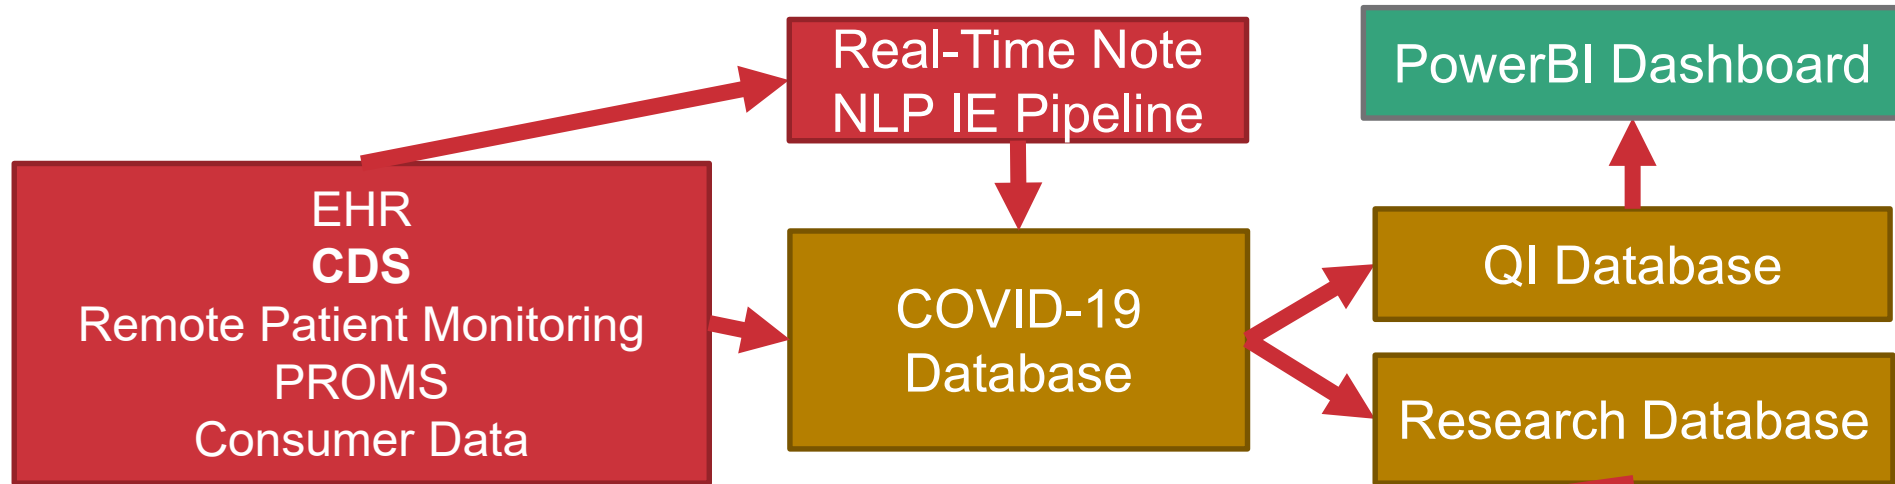 Real-Time Note
NLP IE Pipeline
PowerBI Dashboard
EHR
CDS
Remote Patient Monitoring
PROMS
Consumer Data
COVID-19
Database
QI Database
Research Database